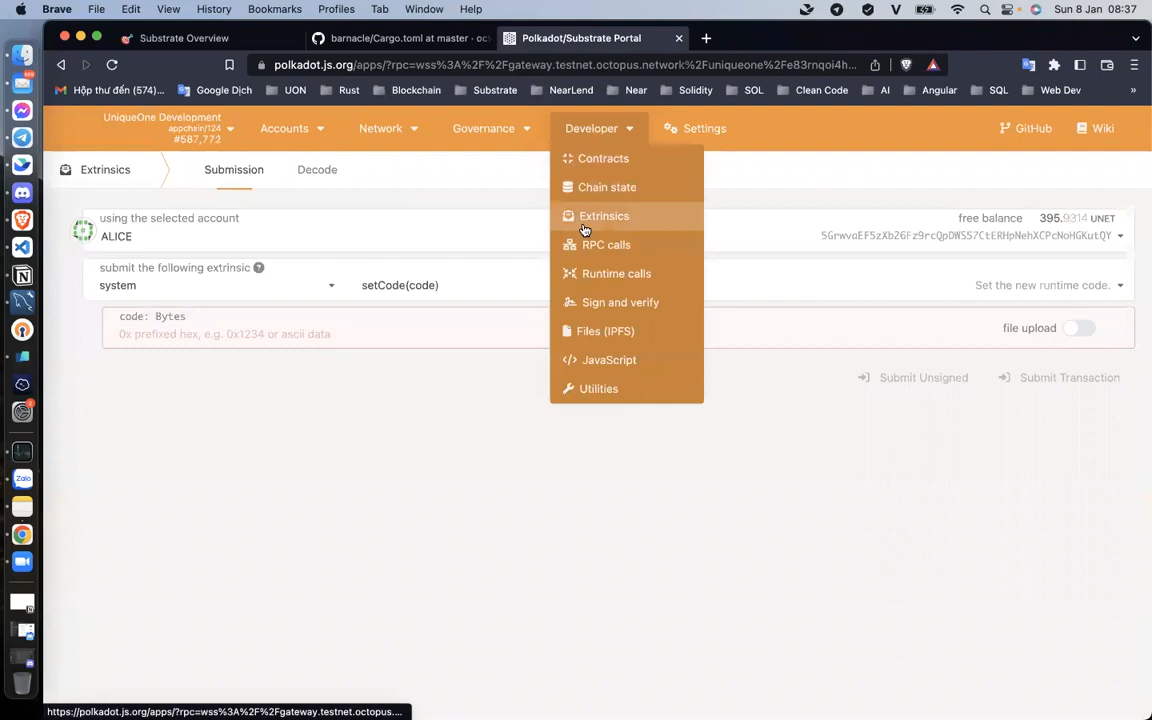 Brave File Edit View History Bookmarks Profiles Tab Window Help Sun 8 Jan 08:37
Substrate Overview barnacle/Cargo.toml at master · oc Polkadot/Substrate Portal
polkadot.js.org/apps/?rpc=wss%3A%2F%2Fgateway.testnet.octopus.network%2Funiqueone%2Fe83rnqoi4h...
Hộp thư đến (574)... Google Dịch UON Rust Blockchain Substrate NearLend Near Solidity SOL Clean Code AI Angular SQL Web Dev »
UniqueOne Development
appchain/124
#587,772
Accounts Network Governance Developer Settings GitHub Wiki
Extrinsics Submission Decode
Contracts
Chain state
Extrinsics
RPC calls
Runtime calls
Sign and verify
Files (IPFS)
JavaScript
Utilities
using the selected account
ALICE
free balance 395.9314 UNET
5GrwvaEF5zXb26Fz9rcQpDWS57CtERHpNehXCPcNoHGKutQY
submit the following extrinsic
system setCode(code) Set the new runtime code.
code: Bytes
0x prefixed hex, e.g. 0x1234 or ascii data
file upload
Submit Unsigned Submit Transaction
Zalo
https://polkadot.js.org/apps/?rpc=wss%3A%2F%2Fgateway.testnet.octopus....